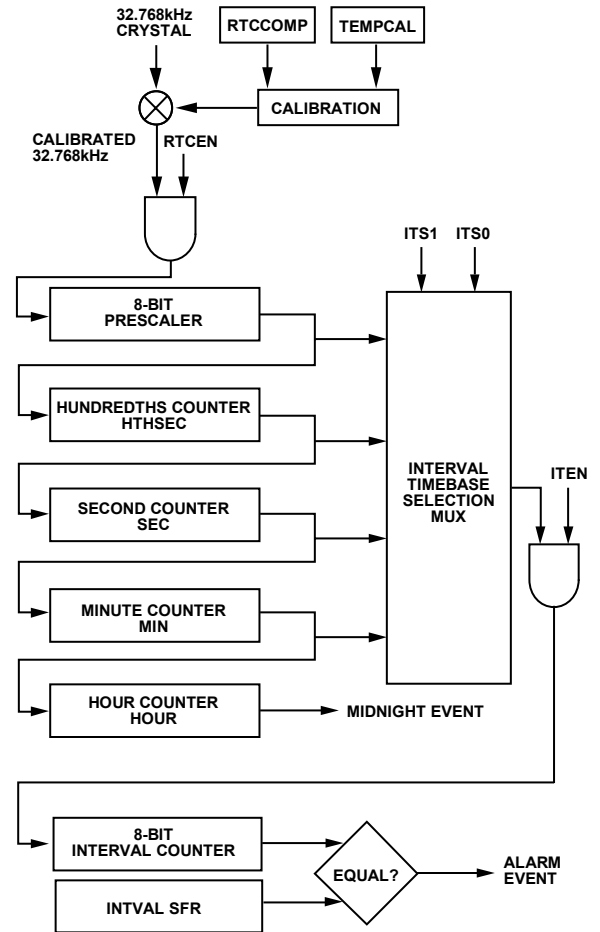 32.768kHz
CRYSTAL
RTCCOMP
TEMPCAL
CALIBRATION
CALIBRATED
32.768kHz
RTCEN
ITS1
ITS0
8-BIT
PRESCALER
HUNDREDTHS COUNTER
HTHSEC
SECOND COUNTER
SEC
MINUTE COUNTER
MIN
HOUR COUNTER
HOUR
MIDNIGHT EVENT
INTERVAL
TIMEBASE
SELECTION
MUX
ITEN
8-BIT
INTERVAL COUNTER
INTVAL SFR
EQUAL?
ALARM
EVENT